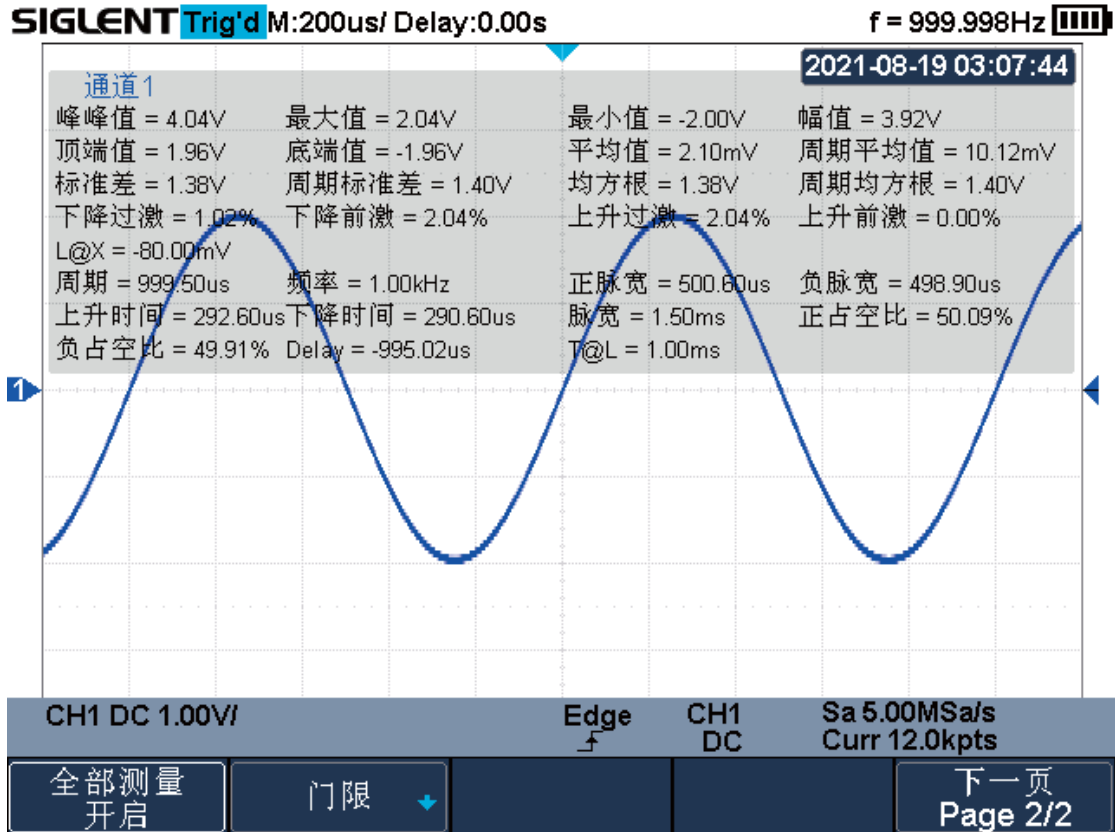 SIGLENT Trig'd M:200us/ Delay:0.00s f = 999.998Hz
2021-08-19 03:07:44
通道1
峰峰值 = 4.04V 最大值 = 2.04V 最小值 = -2.00V 幅值 = 3.92V
顶端值 = 1.96V 底端值 = -1.96V 平均值 = 2.10mV 周期平均值 = 10.12mV
标准差 = 1.38V 周期标准差 = 1.40V 均方根 = 1.38V 周期均方根 = 1.40V
下降过激 = 1.02% 下降前激 = 2.04% 上升过激 = 2.04% 上升前激 = 0.00%
L@X = -80.00mV
周期 = 999.50us 频率 = 1.00kHz 正脉宽 = 500.60us 负脉宽 = 498.90us
上升时间 = 292.60us 下降时间 = 290.60us 脉宽 = 1.50ms 正占空比 = 50.09%
负占空比 = 49.91% Delay = -995.02us T@L = 1.00ms
1
CH1 DC 1.00V/ Edge CH1 Sa 5.00MSa/s
DC Curr 12.0kpts
全部测量 门限 下一页
开启 Page 2/2